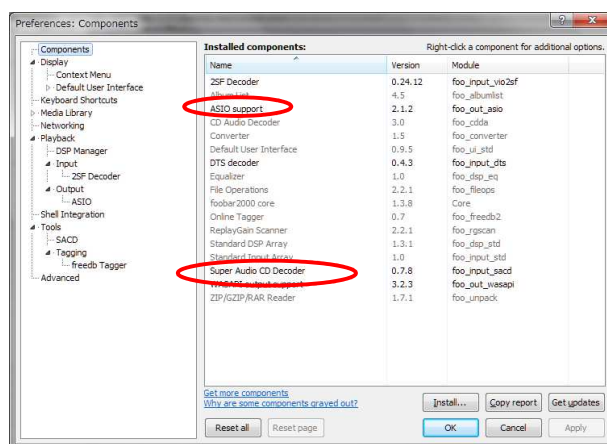 Preferences: Components
Components
Display
Context Menu
Default User Interface
Keyboard Shortcuts
Media Library
Networking
Playback
DSP Manager
Input
2SF Decoder
Output
ASIO
Shell Integration
Tools
SACD
Tagging
freedb Tagger
Advanced
Installed components: Right-click a component for additional options.
Name Version Module
2SF Decoder 0.24.12 foo_input_vio2sf
Album List 4.5 foo_albumlist
ASIO support 2.1.2 foo_out_asio
CD Audio Decoder 3.0 foo_cdda
Converter 1.5 foo_converter
Default User Interface 0.9.5 foo_ui_std
DTS decoder 0.4.3 foo_input_dts
Equalizer 1.0 foo_dsp_eq
File Operations 2.2.1 foo_fileops
foobar2000 core 1.3.8 Core
Online Tagger 0.7 foo_freedb2
ReplayGain Scanner 2.2.1 foo_rgscan
Standard DSP Array 1.3.1 foo_dsp_std
Standard Input Array 1.0 foo_input_std
Super Audio CD Decoder 0.7.8 foo_input_sacd
WASAPI output support 3.2.3 foo_out_wasapi
ZIP/GZIP/RAR Reader 1.7.1 foo_unpack
Get more components
Why are some components grayed out?
Install... Copy report Get updates
Reset all Reset page OK Cancel Apply